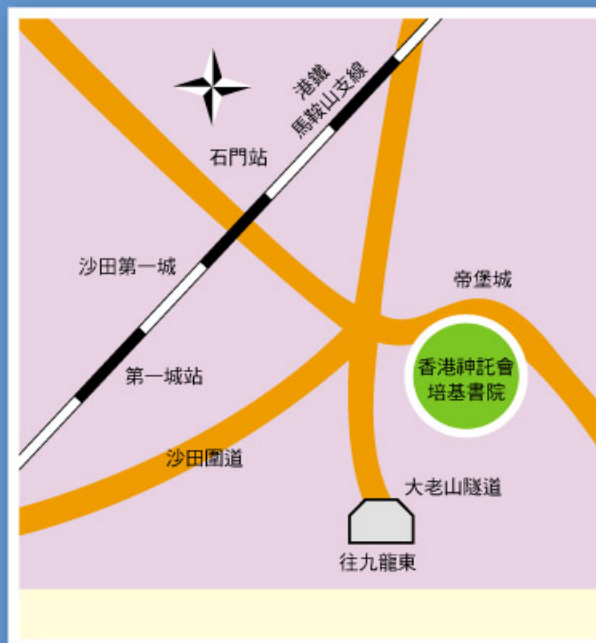 港鐵
馬鞍山支線
石門站
沙田第一城
帝堡城
香港神託會
培基書院
第一城站
沙田圍道
大老山隧道
往九龍東